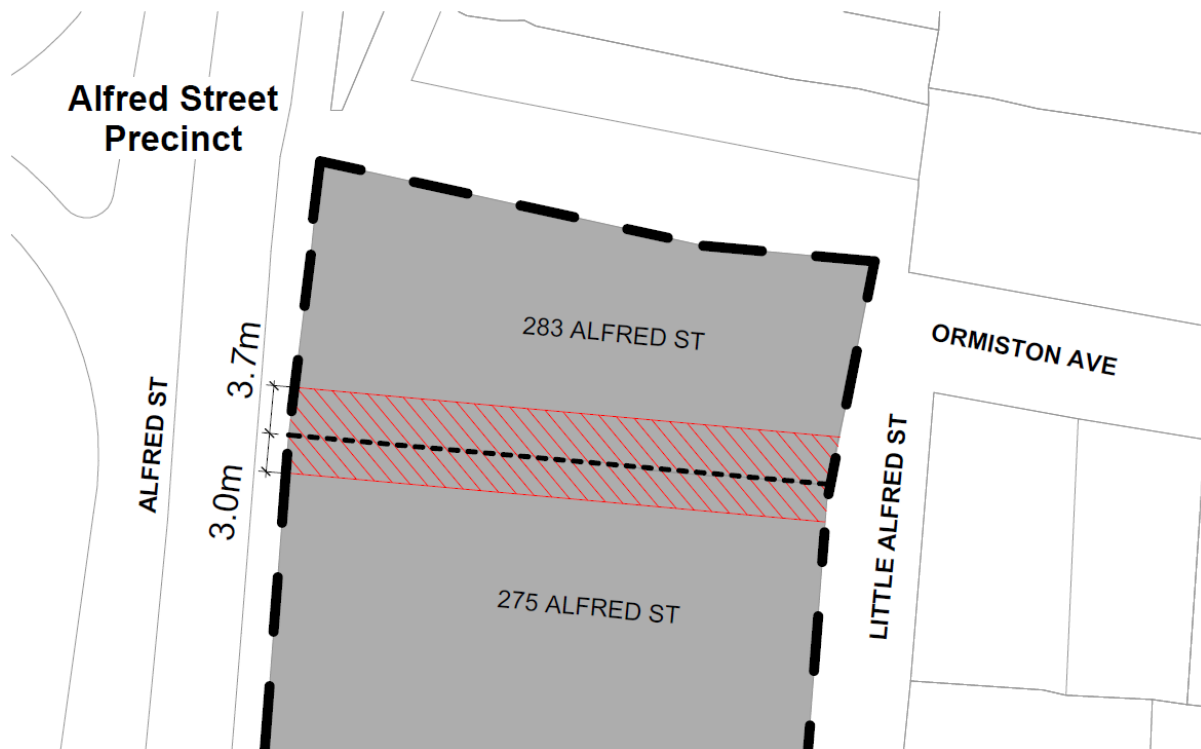 Alfred Street
Precinct
283 ALFRED ST
ORMISTON AVE
3.7m
ALFRED ST
3.0m
LITTLE ALFRED ST
275 ALFRED ST